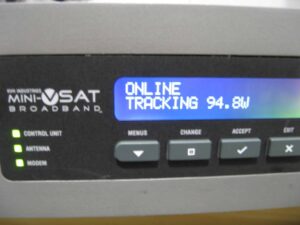 KVH INDUSTRIES
MINI-VSAT
BROADBAND
ONLINE
TRACKING 94.8W
CONTROL UNIT
ANTENNA
MODEM
MENUS
CHANGE
ACCEPT
EXIT